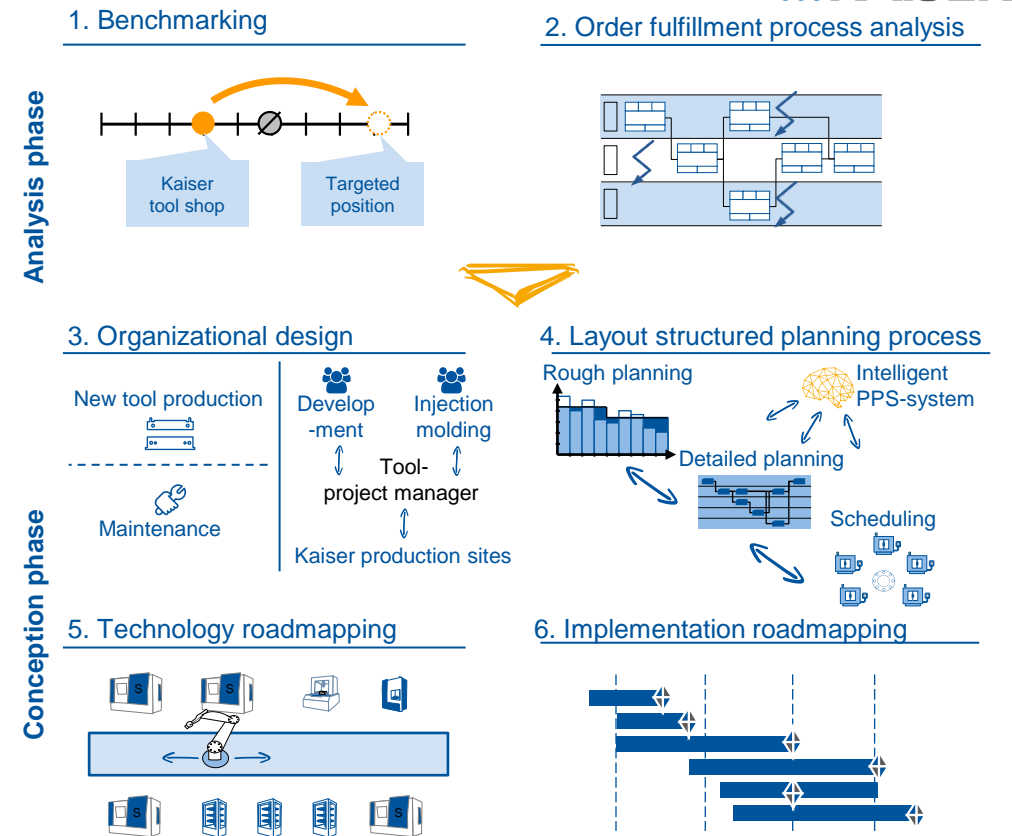 1. Benchmarking
2. Order fulfillment process analysis
Analysis phase
Kaiser
tool shop
Targeted
position
3. Organizational design
4. Layout structured planning process
Conception phase
New tool production
Maintenance
Develop
-ment
Injection
molding
Tool-
project manager
Kaiser production sites
Rough planning
Intelligent
PPS-system
Detailed planning
Scheduling
5. Technology roadmapping
6. Implementation roadmapping
S
S
S
S